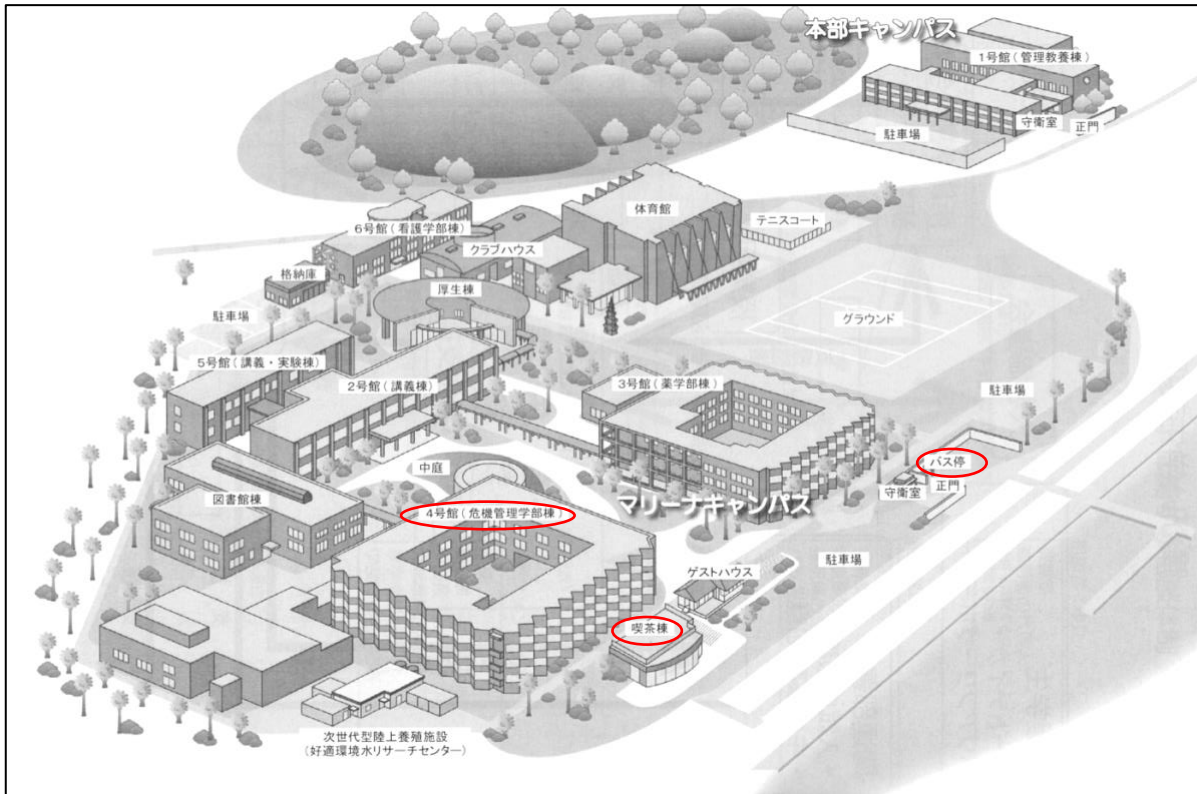 本部キャンパス
1号館(管理教養棟)
守衛室
正門
駐車場
体育館
テニスコート
6号館(看護学部棟)
クラブハウス
格納庫
厚生棟
駐車場
グラウンド
5号館(講義・実験棟)
2号館(講義棟)
3号館(薬学部棟)
駐車場
バス停
中庭
守衛室
正門
図書館棟
マリーナキャンパス
4号館(危機管理学部棟)
駐車場
ゲストハウス
喫茶棟
次世代型陸上養殖施設
(好適環境水リサーチセンター)